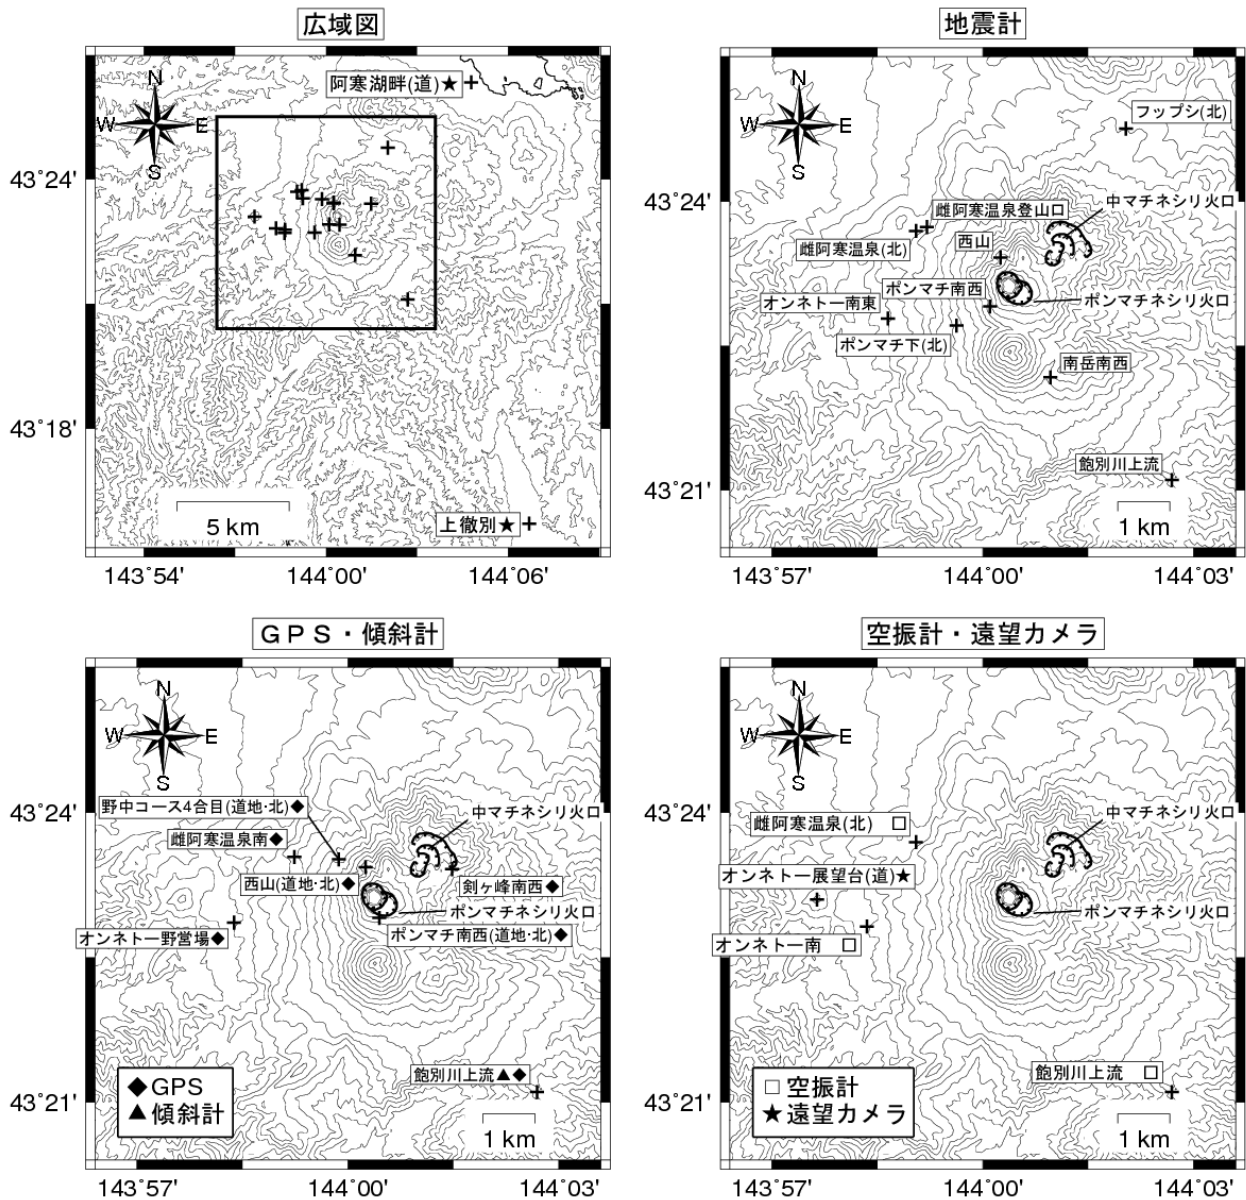 広域図
阿寒湖畔(道)★
N
W
E
S
43°24'
43°18'
5 km
上徹別★
143°54'
144°00'
144°06'
地震計
フップシ(北)
N
W
E
S
43°24'
雌阿寒温泉登山口
中マチネシリ火口
雌阿寒温泉(北)
西山
ポンマチ南西
オンネトー南東
ポンマチネシリ火口
ポンマチ下(北)
南岳南西
飽別川上流
43°21'
1 km
143°57'
144°00'
144°03'
GPS・傾斜計
N
W
E
S
43°24'
野中コース4合目(道地・北)◆
中マチネシリ火口
雌阿寒温泉南◆
西山(道地・北)◆
剣ヶ峰南西◆
ポンマチネシリ火口
オンネトー野営場◆
ポンマチ南西(道地・北)◆
飽別川上流▲◆
◆GPS
▲傾斜計
43°21'
1 km
143°57'
144°00'
144°03'
空振計・遠望カメラ
N
W
E
S
43°24'
雌阿寒温泉(北) □
中マチネシリ火口
オンネトー展望台(道)★
ポンマチネシリ火口
オンネトー南 □
飽別川上流 □
□ 空振計
★遠望カメラ
43°21'
1 km
143°57'
144°00'
144°03'